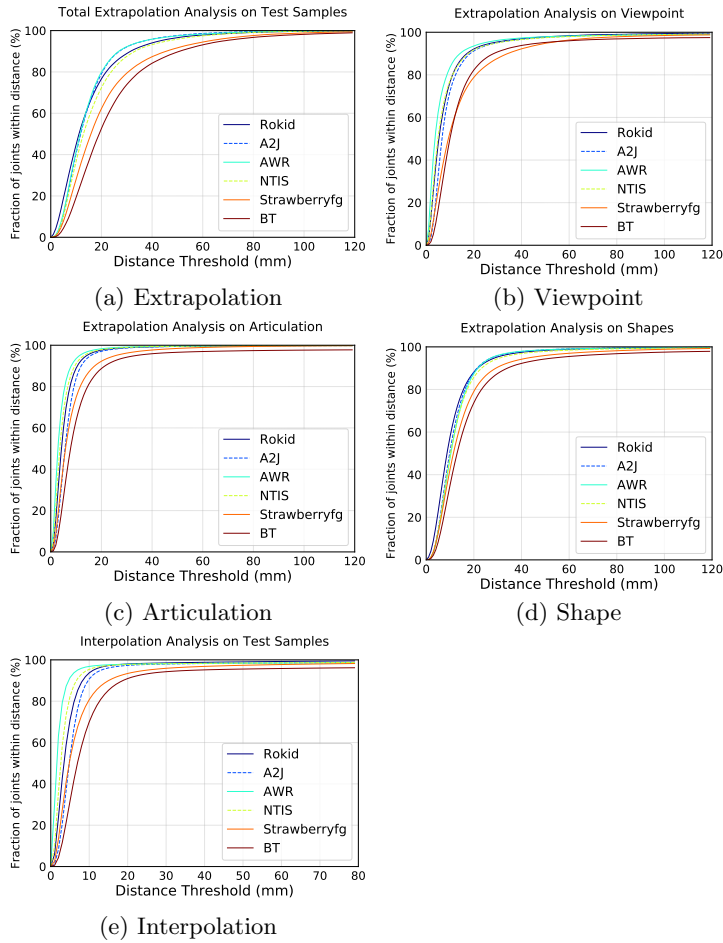 Total Extrapolation Analysis on Test Samples
Fraction of joints within distance (%)
100
80
60
40
20
0
Rokid
A2J
AWR
NTIS
Strawberryfg
BT
0 20 40 60 80 100 120
Distance Threshold (mm)
(a) Extrapolation
Extrapolation Analysis on Viewpoint
Fraction of joints within distance (%)
100
80
60
40
20
0
Rokid
A2J
AWR
NTIS
Strawberryfg
BT
0 20 40 60 80 100 120
Distance Threshold (mm)
(b) Viewpoint
Extrapolation Analysis on Articulation
Fraction of joints within distance (%)
100
80
60
40
20
0
Rokid
A2J
AWR
NTIS
Strawberryfg
BT
0 20 40 60 80 100 120
Distance Threshold (mm)
(c) Articulation
Extrapolation Analysis on Shapes
Fraction of joints within distance (%)
100
80
60
40
20
0
Rokid
A2J
AWR
NTIS
Strawberryfg
BT
0 20 40 60 80 100 120
Distance Threshold (mm)
(d) Shape
Interpolation Analysis on Test Samples
Fraction of joints within distance (%)
100
80
60
40
20
0
Rokid
A2J
AWR
NTIS
Strawberryfg
BT
0 10 20 30 40 50 60 70 80
Distance Threshold (mm)
(e) Interpolation